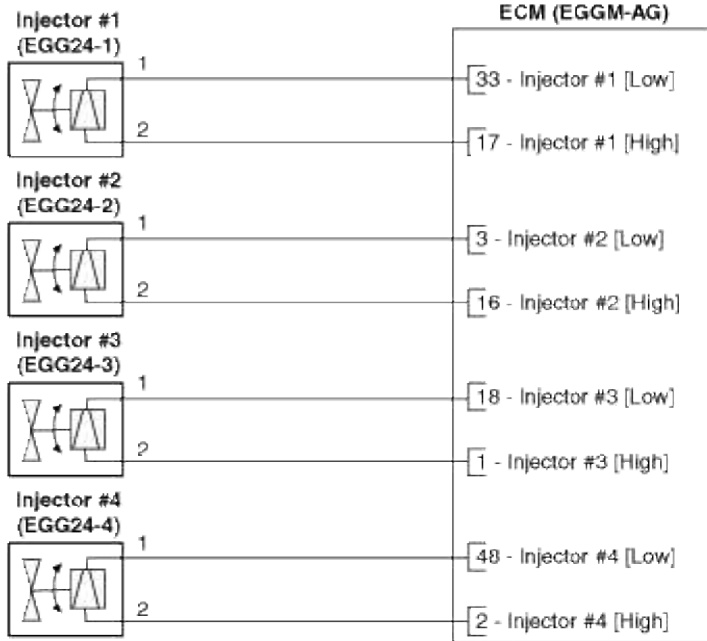 ECM (EGGM-AG)
Injector #1
(EGG24-1)
1
33 - Injector #1 [Low]
2
17 - Injector #1 [High]
Injector #2
(EGG24-2)
1
3 - Injector #2 [Low]
2
16 - Injector #2 [High]
Injector #3
(EGG24-3)
1
18 - Injector #3 [Low]
2
1 - Injector #3 [High]
Injector #4
(EGG24-4)
1
48 - Injector #4 [Low]
2
2 - Injector #4 [High]